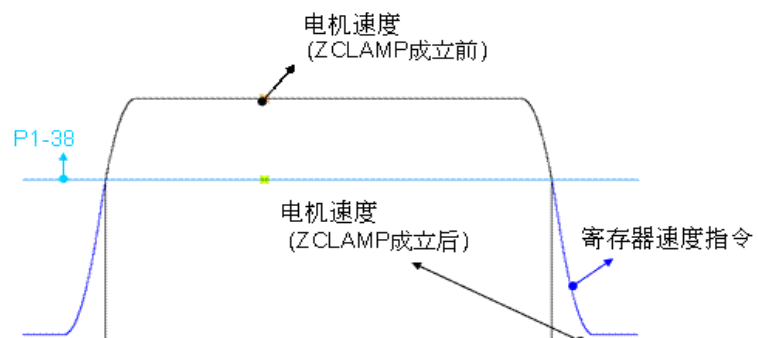 电机速度
(ZCLAMP成立前)
P1-38
电机速度
(ZCLAMP成立后)
寄存器速度指令